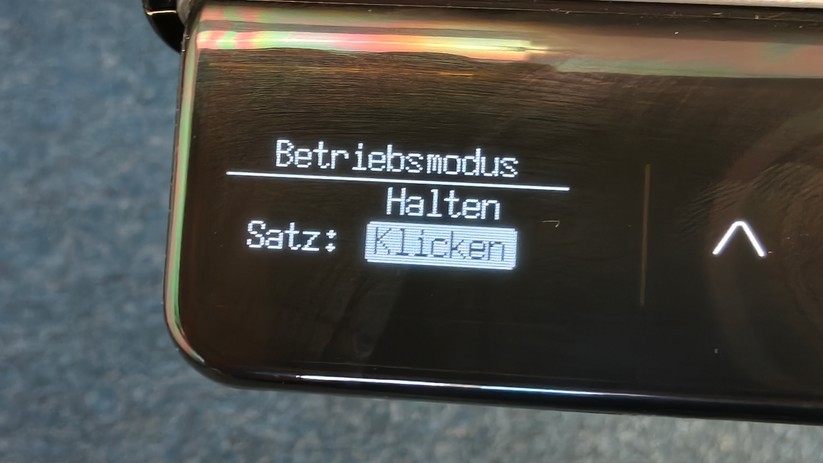 Betriebsmodus
Halten
Satz: Klicken